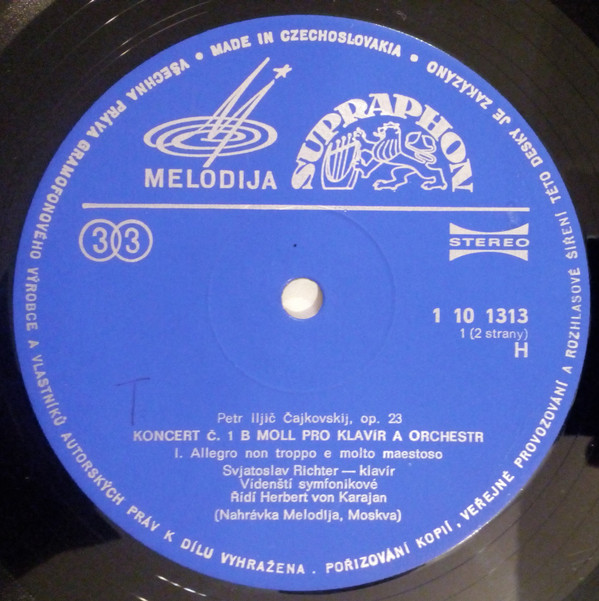 VŠECHNA PRÁVA GRAMOFONOVÉHO VÝROBCE A VLASTNÍKŮ AUTORSKÝCH PRÁV K DÍLU VYHRAŽENA . POŘIZOVÁNÍ KOPIÍ, VEŘEJNÉ PROVOZOVÁNÍ A ROZHLASOVÉ ŠÍŘENÍ TÉTO DESKY JE ZAKÁZÁNO • MADE IN CZECHOSLOVAKIA •
MELODIJA
SUPRAPHON
33
STEREO
1 10 1313
1 (2 strany)
H
T
Petr Iljič Čajkovskij, op. 23
KONCERT Č. 1 B MOLL PRO KLAVÍR A ORCHESTR
I. Allegro non troppo e molto maestoso
Svjatoslav Richter — klavír
Vídenští symfonikové
Řídí Herbert von Karajan
(Nahrávka Melodija, Moskva)